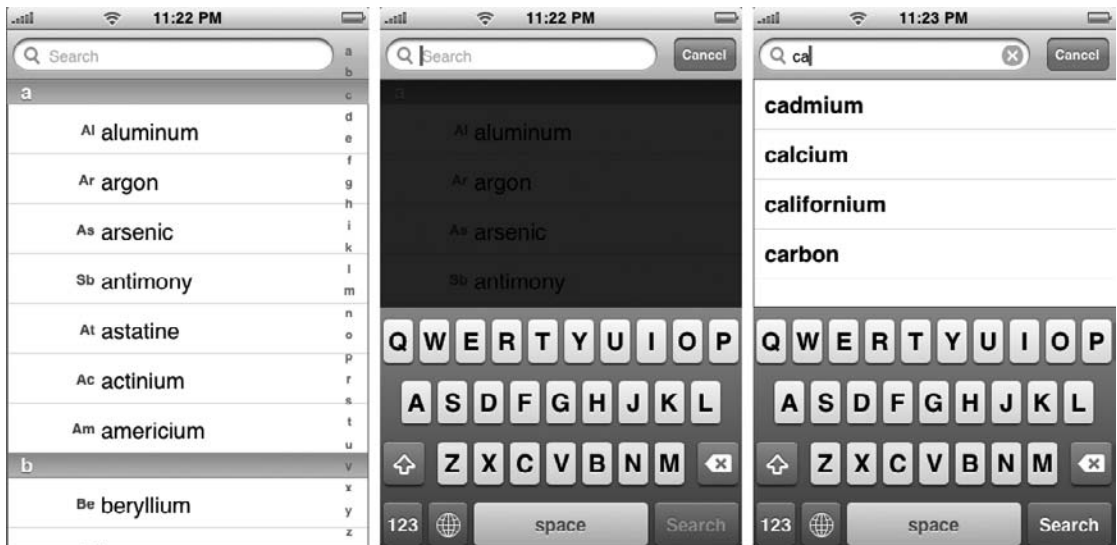 11:22 PM
Search
a
Al aluminum
Ar argon
As arsenic
Sb antimony
At astatine
Ac actinium
Am americium
b
Be beryllium
a
b
c
d
e
f
g
h
i
k
l
m
n
o
p
r
s
t
u
v
x
y
z
11:22 PM
Search
Cancel
a
Al aluminum
Ar argon
As arsenic
Sb antimony
Q W E R T Y U I O P
A S D F G H J K L
Z X C V B N M
123 space Search
11:23 PM
ca
Cancel
cadmium
calcium
californium
carbon
Q W E R T Y U I O P
A S D F G H J K L
Z X C V B N M
123 space Search